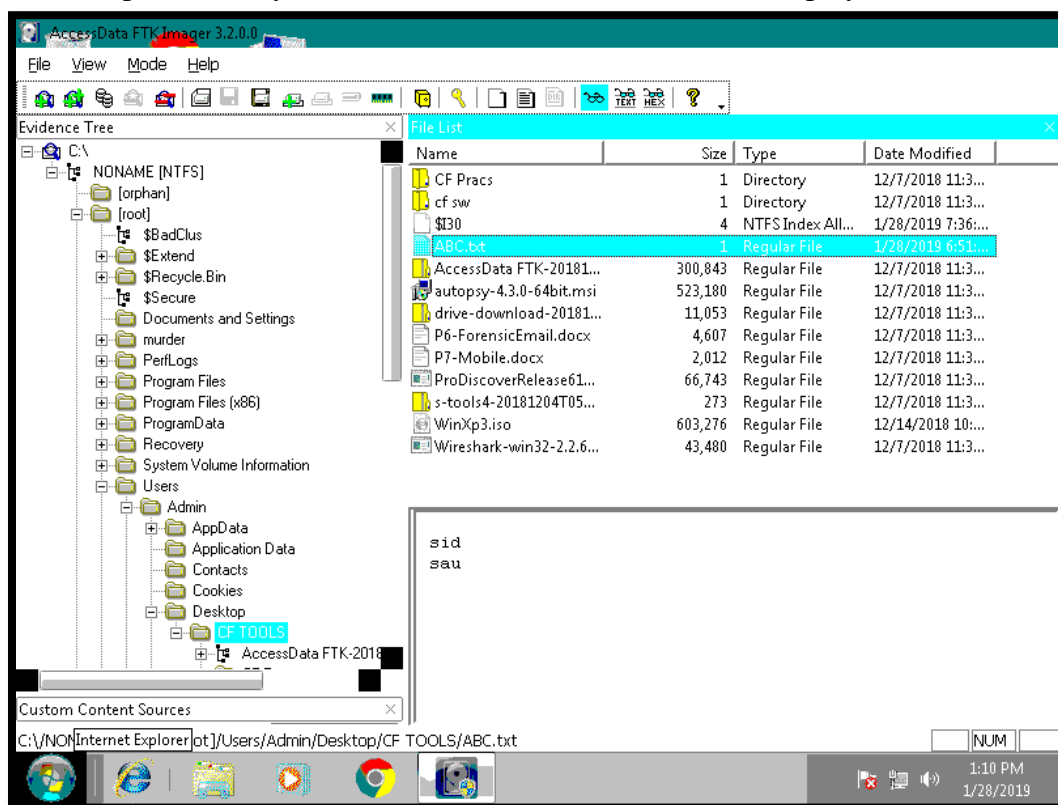 AccessData FTK Imager 3.2.0.0
File View Mode Help
TEXT HEX
Evidence Tree
C:\
NONAME [NTFS]
[orphan]
[root]
$BadClus
$Extend
$Recycle.Bin
$Secure
Documents and Settings
murder
PerfLogs
Program Files
Program Files (x86)
ProgramData
Recovery
System Volume Information
Users
Admin
AppData
Application Data
Contacts
Cookies
Desktop
CF TOOLS
AccessData FTK-2018
Custom Content Sources
File List
Name Size Type Date Modified
CF Pracs 1 Directory 12/7/2018 11:3...
cf sw 1 Directory 12/7/2018 11:3...
$I30 4 NTFS Index All... 1/28/2019 7:36:...
ABC.txt 1 Regular File 1/28/2019 6:51:...
AccessData FTK-20181... 300,843 Regular File 12/7/2018 11:3...
autopsy-4.3.0-64bit.msi 523,180 Regular File 12/7/2018 11:3...
drive-download-20181... 11,053 Regular File 12/7/2018 11:3...
P6-ForensicEmail.docx 4,607 Regular File 12/7/2018 11:3...
P7-Mobile.docx 2,012 Regular File 12/7/2018 11:3...
ProDiscoverRelease61... 66,743 Regular File 12/7/2018 11:3...
s-tools4-20181204T05... 273 Regular File 12/7/2018 11:3...
WinXp3.iso 603,276 Regular File 12/14/2018 10:...
Wireshark-win32-2.2.6... 43,480 Regular File 12/7/2018 11:3...
sid
sau
C:\/NON Internet Explorer ot]/Users/Admin/Desktop/CF TOOLS/ABC.txt
NUM
1:10 PM
1/28/2019